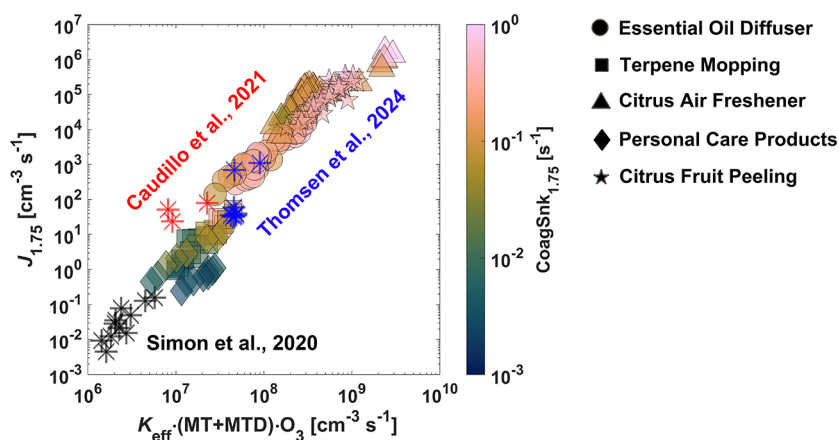 10^7
10^6
10^5
10^4
10^3
10^2
10^1
10^0
10^-1
10^-2
10^-3
J_1.75 [cm^-3 s^-1]
Caudillo et al., 2021
Thomsen et al., 2024
Simon et al., 2020
10^6 10^7 10^8 10^9 10^10
K_eff·(MT+MTD)·O_3 [cm^-3 s^-1]
10^0
10^-1
10^-2
10^-3
CoagSnk_1.75 [s^-1]
Essential Oil Diffuser
Terpene Mopping
Citrus Air Freshener
Personal Care Products
Citrus Fruit Peeling